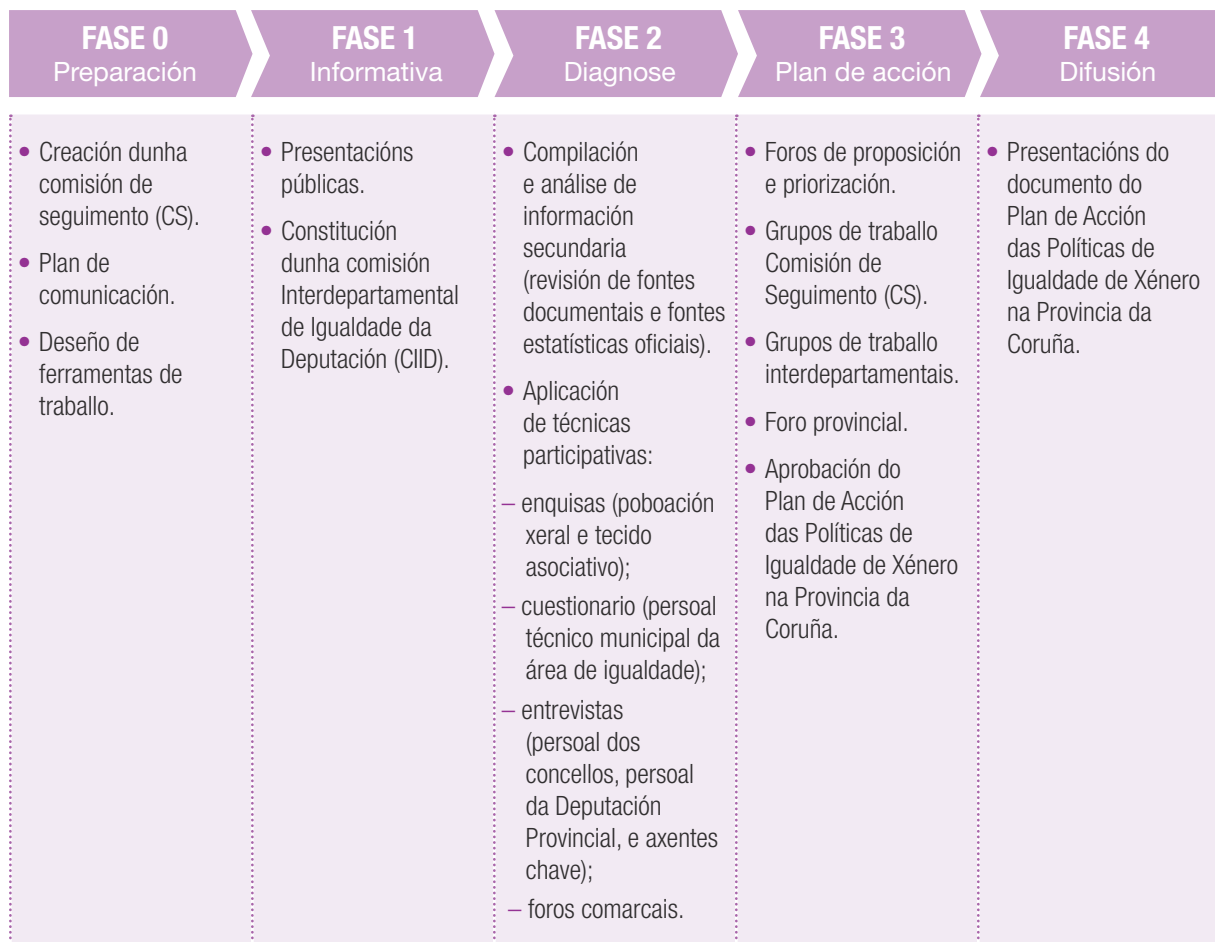 FASE 0
Preparación
FASE 1
Informativa
FASE 2
Diagnose
FASE 3
Plan de acción
FASE 4
Difusión
• Creación dunha
comisión de
seguimento (CS).
• Plan de
comunicación.
• Deseño de
ferramentas de
traballo.
• Presentacións
públicas.
• Constitución
dunha comisión
Interdepartamental
de Igualdade da
Deputación (CIID).
• Compilación
e análise de
información
secundaria
(revisión de fontes
documentais e fontes
estatísticas oficiais).
• Aplicación
de técnicas
participativas:
– enquisas (poboación
xeral e tecido
asociativo);
– cuestionario (persoal
técnico municipal da
área de igualdade);
– entrevistas
(persoal dos
concellos, persoal
da Deputación
Provincial, e axentes
chave);
– foros comarcais.
• Foros de proposición
e priorización.
• Grupos de traballo
Comisión de
Seguimento (CS).
• Grupos de traballo
interdepartamentais.
• Foro provincial.
• Aprobación do
Plan de Acción
das Políticas de
Igualdade de Xénero
na Provincia da
Coruña.
• Presentacións do
documento do
Plan de Acción
das Políticas de
Igualdade de Xénero
na Provincia da
Coruña.